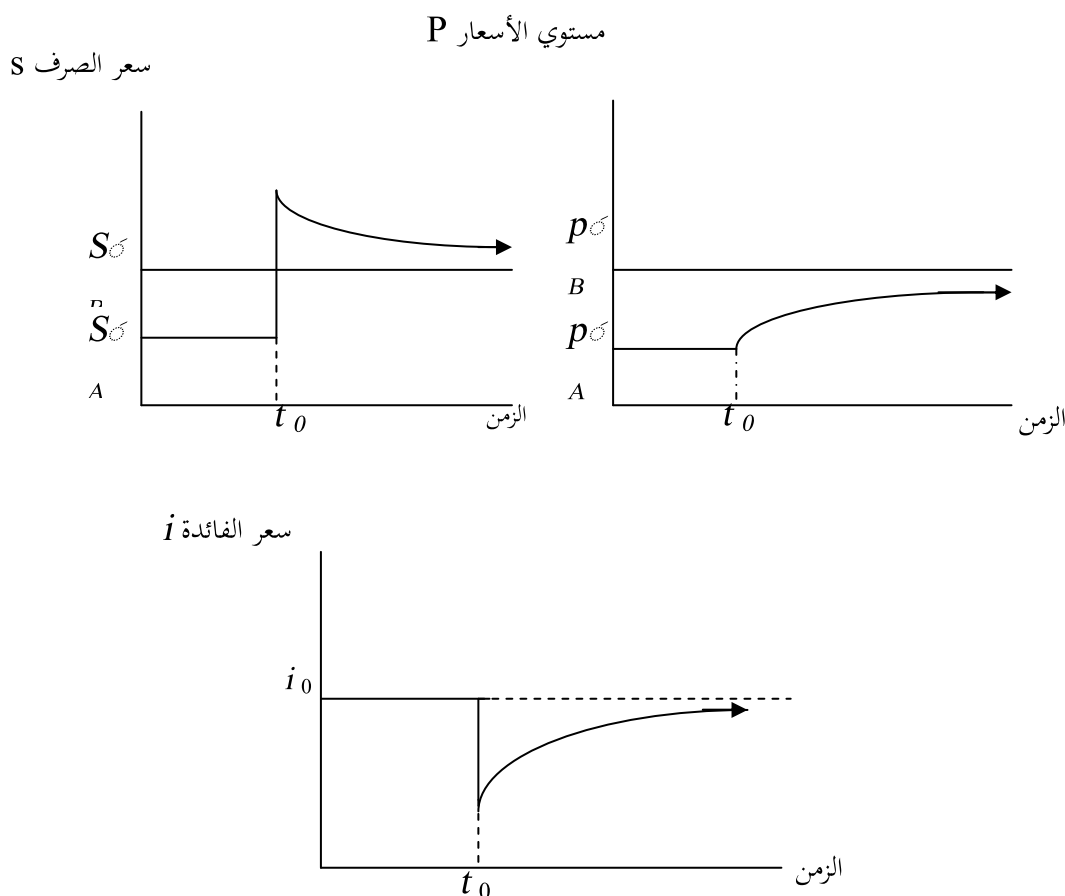 مستوي الأسعار P
سعر الصرف s
S
S
A
t 0
الزمن
p
B
p
A
t 0
الزمن
سعر الفائدة i
i 0
t 0
الزمن